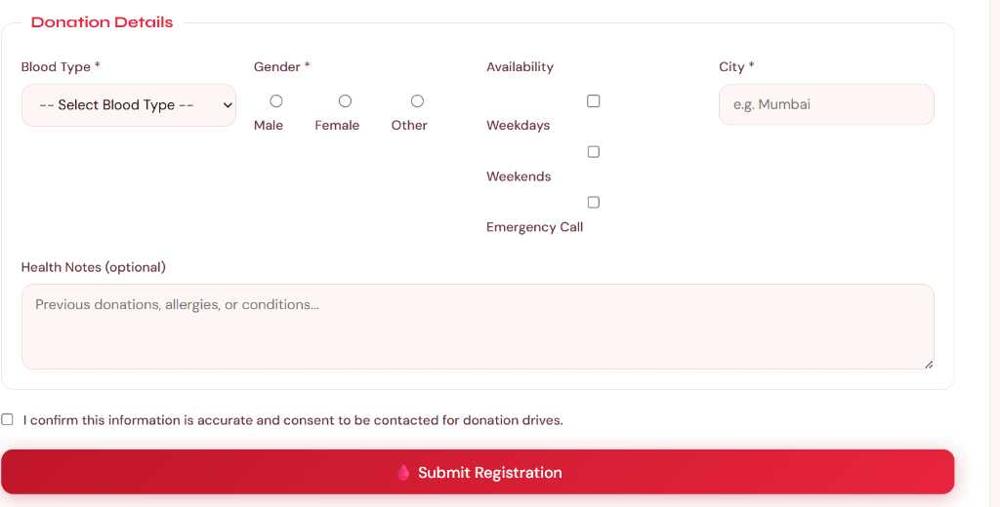 Donation Details
Blood Type *
-- Select Blood Type --
Gender *
Male Female Other
Availability
Weekdays
Weekends
Emergency Call
City *
e.g. Mumbai
Health Notes (optional)
Previous donations, allergies, or conditions...
I confirm this information is accurate and consent to be contacted for donation drives.
Submit Registration